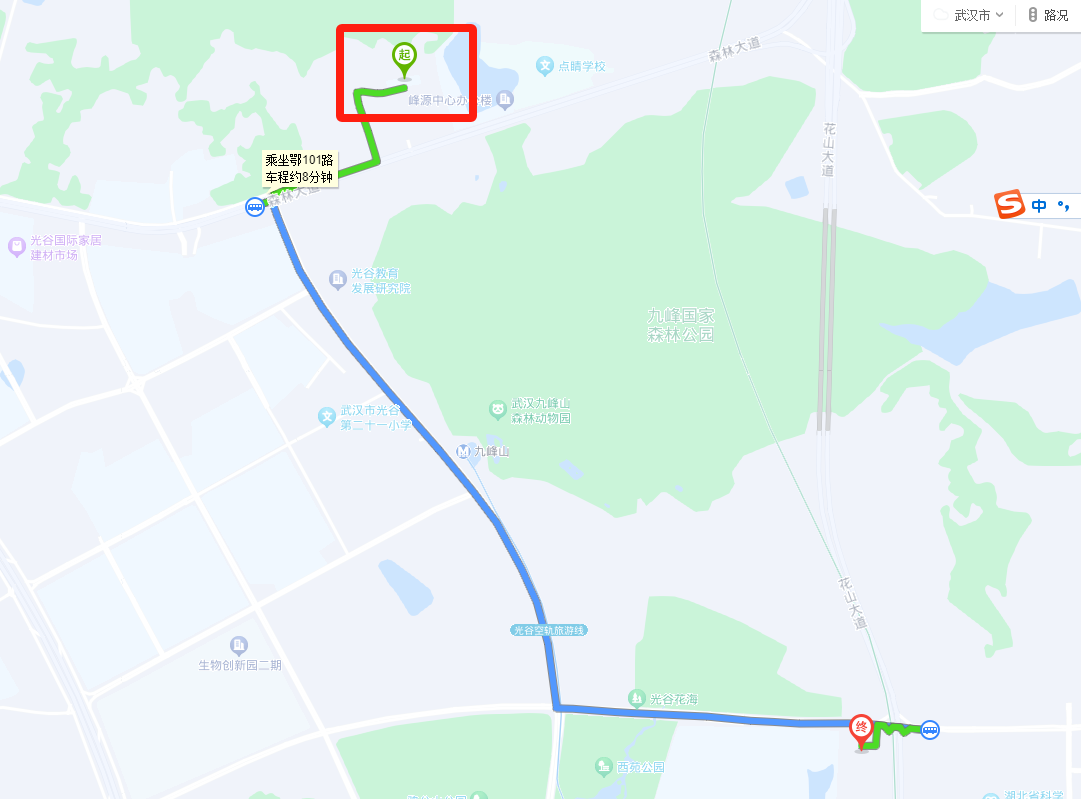 武汉市
路况
起
点睛学校
森林大道
峰源中心办公楼
花山大道
乘坐鄂101路
车程约8分钟
森林大道
中
光谷国际家居
建材市场
光谷教育
发展研究院
九峰国家
森林公园
武汉市光谷
第二十一小学
武汉九峰山
森林动物园
九峰山
花山大道
光谷空轨旅游线
生物创新园二期
光谷花海
终
西苑公园
湖北省科学